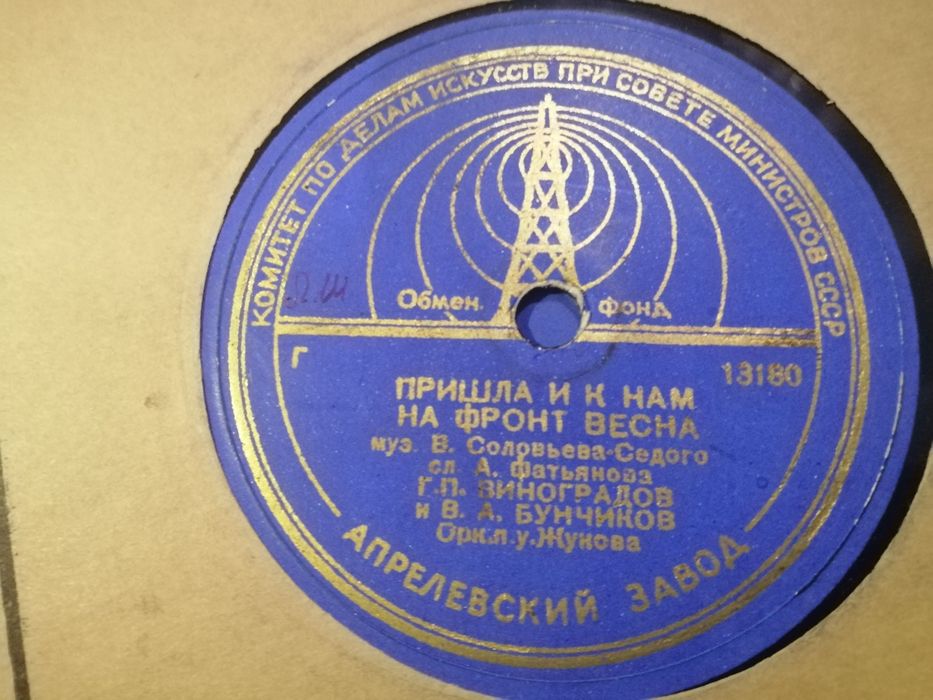 КОМИТЕТ ПО ДЕЛАМ ИСКУССТВ ПРИ СОВЕТЕ МИНИСТРОВ СССР
Обмен. фонд
Г 13180
ПРИШЛА И К НАМ
НА ФРОНТ ВЕСНА
муз. В. Соловьева-Седого
сл. А. Фатьянова
Г.П. ВИНОГРАДОВ
и В. А. БУНЧИКОВ
Орк.п.у.Жукова
АПРЕЛЕВСКИЙ ЗАВОД